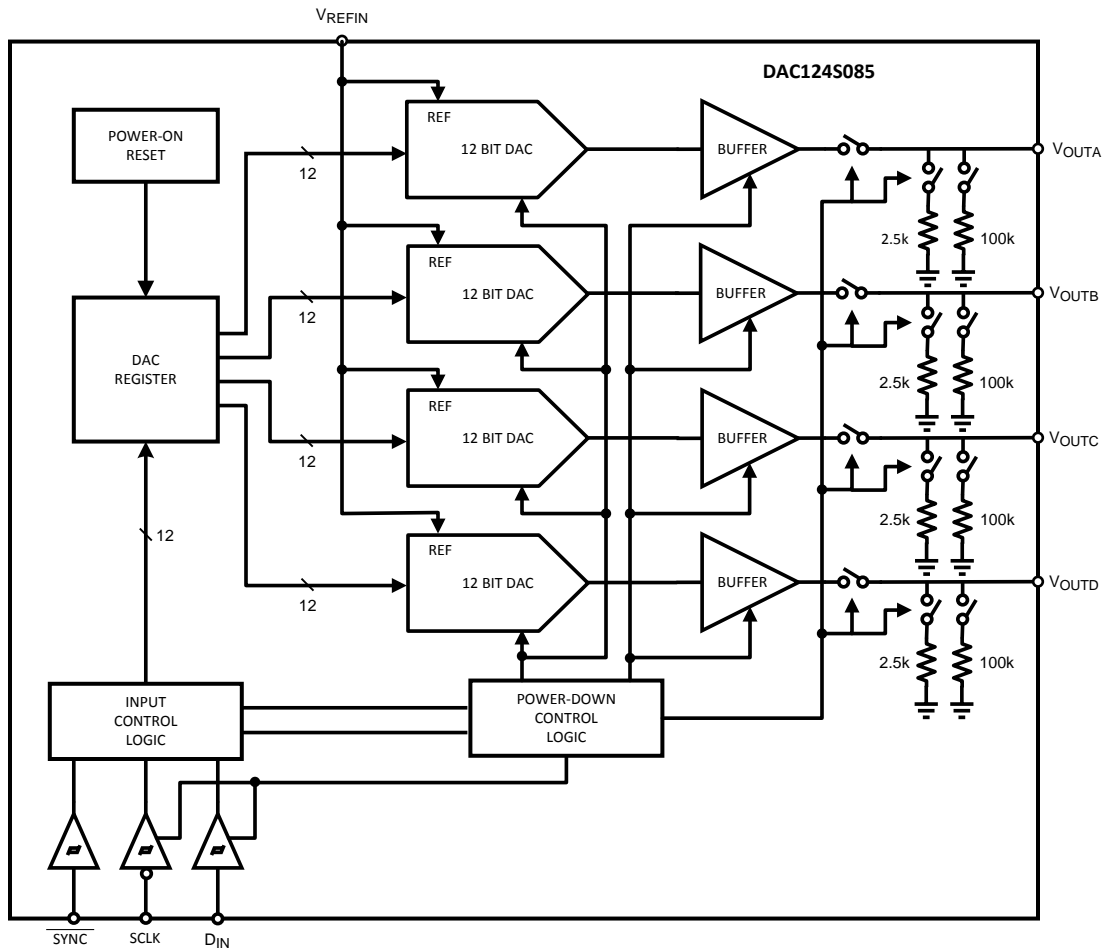 VREFIN
DAC124S085
POWER-ON
RESET
REF
12 BIT DAC
BUFFER
VOUTA
12
2.5k
100k
REF
12 BIT DAC
BUFFER
VOUTB
12
2.5k
100k
DAC
REGISTER
REF
12 BIT DAC
BUFFER
VOUTC
12
2.5k
100k
12
REF
12 BIT DAC
BUFFER
VOUTD
12
2.5k
100k
INPUT
CONTROL
LOGIC
POWER-DOWN
CONTROL
LOGIC
SYNC
SCLK
DIN